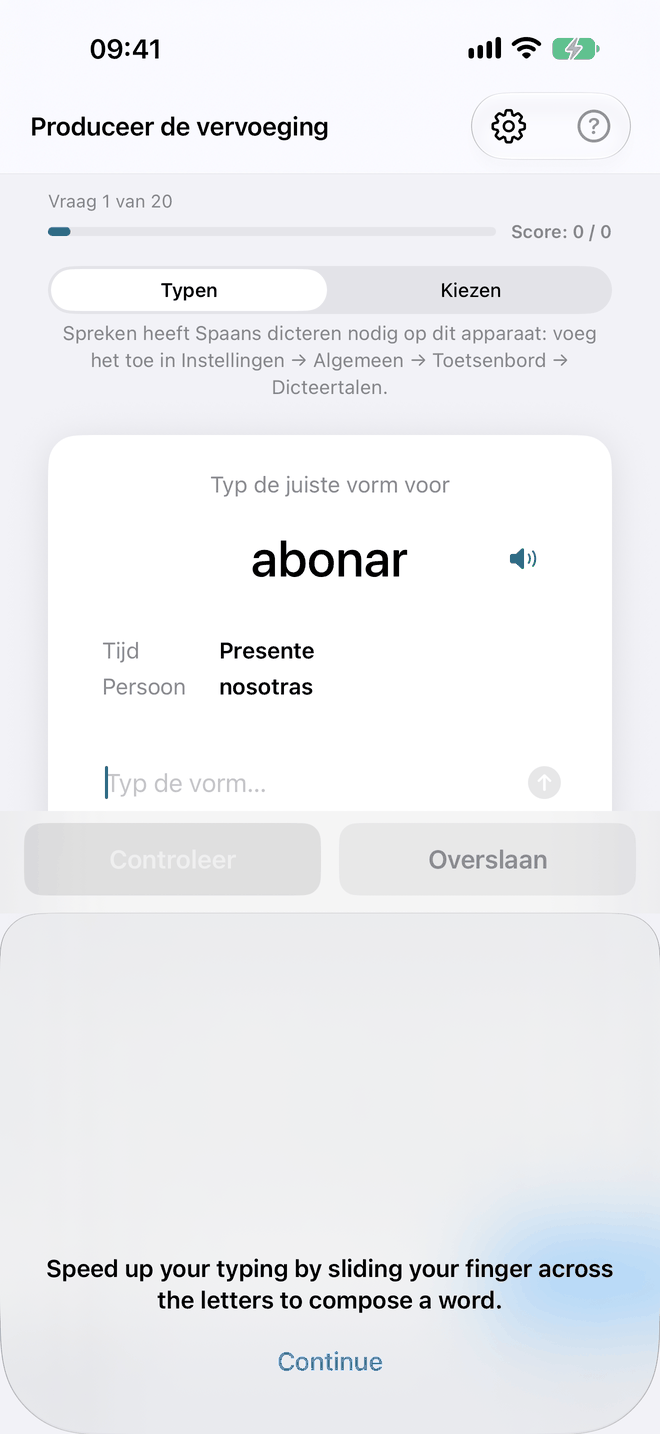 09:41
Produceer de vervoeging
?
Vraag 1 van 20
Score: 0 / 0
Typen
Kiezen
Spreken heeft Spaans dicteren nodig op dit apparaat: voeg
het toe in Instellingen → Algemeen → Toetsenbord →
Dicteertalen.
Typ de juiste vorm voor
abonar
Tijd Presente
Persoon nosotras
Typ de vorm...
Controleer
Overslaan
Speed up your typing by sliding your finger across
the letters to compose a word.
Continue